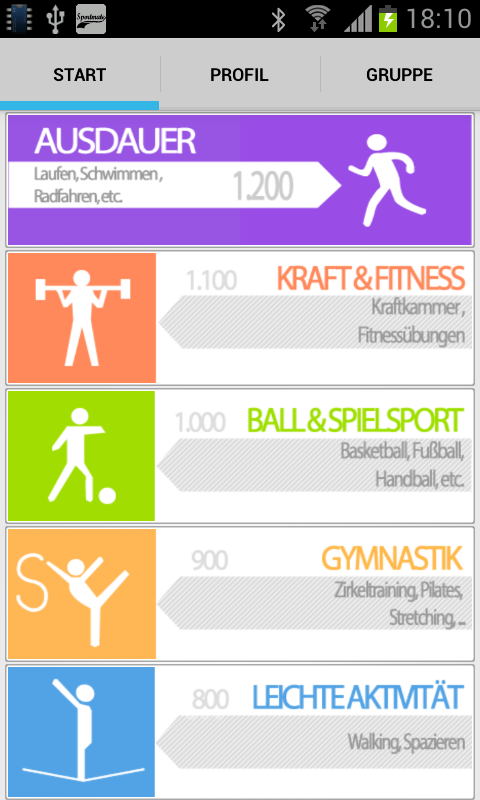 Sportmate
18:10
START
PROFIL
GRUPPE
AUSDAUER
Laufen, Schwimmen,
Radfahren, etc.
1.200
1.100
KRAFT & FITNESS
Kraftkammer,
Fitnessübungen
1.000
BALL & SPIELSPORT
Basketball, Fußball,
Handball, etc.
900
GYMNASTIK
Zirkeltraining, Pilates,
Stretching, ...
800
LEICHTE AKTIVITÄT
Walking, Spazieren